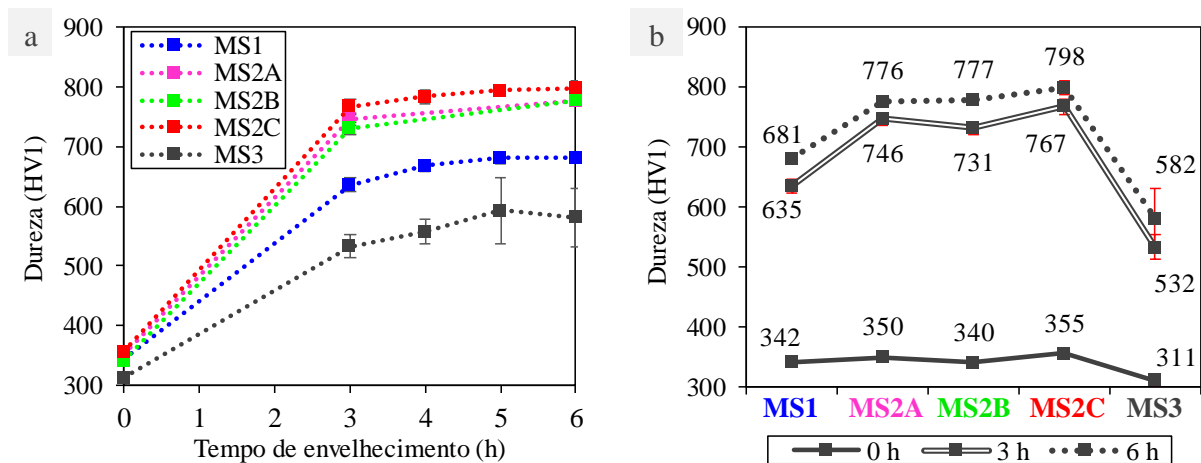 a
900
800
700
600
500
400
300
Dureza (HV1)
MS1
MS2A
MS2B
MS2C
MS3
0 1 2 3 4 5 6
Tempo de envelhecimento (h)
b
900
800
700
600
500
400
300
Dureza (HV1)
681 776 777 798 582
635 746 731 767 532
342 350 340 355 311
MS1 MS2A MS2B MS2C MS3
0 h 3 h 6 h